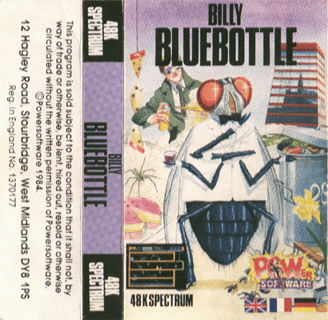 12 Hagley Road, Stourbridge, West Midlands DY8 1PS
Reg. in England No. 1370177
This program is sold subject to the condition that it shall not, by
way of trade or otherwise, be lent, hired out, resold or otherwise
circulated without the written permission of Powersoftware.
©Powersoftware 1984.
48K
SPECTRUM
BILLY
BLUEBOTTLE
48K
SPECTRUM
BILLY
BLUEBOTTLE
48K SPECTRUM
POWER
SOFTWARE